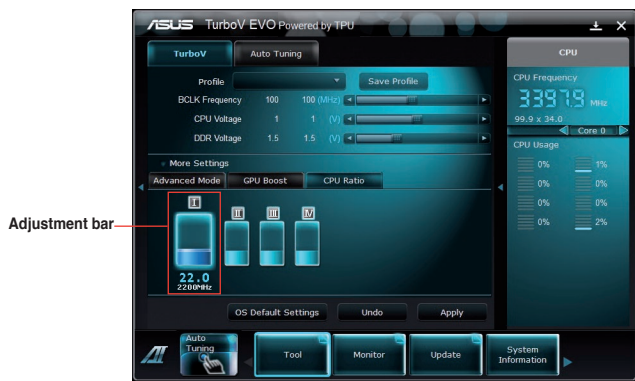 ASUS TurboV EVO Powered by TPU
TurboV Auto Tuning
Profile Save Profile
BCLK Frequency 100 100 (MHz)
CPU Voltage 1 1 (V)
DDR Voltage 1.5 1.5 (V)
More Settings
Advanced Mode GPU Boost CPU Ratio
I II III IV
Adjustment bar
22.0
2200MHz
OS Default Settings Undo Apply
CPU
CPU Frequency
3397.9 MHz
99.9 x 34.0
Core 0
CPU Usage
0% 1%
0% 0%
0% 0%
0% 2%
AI
Auto
Tuning
Tool Monitor Update System
Information